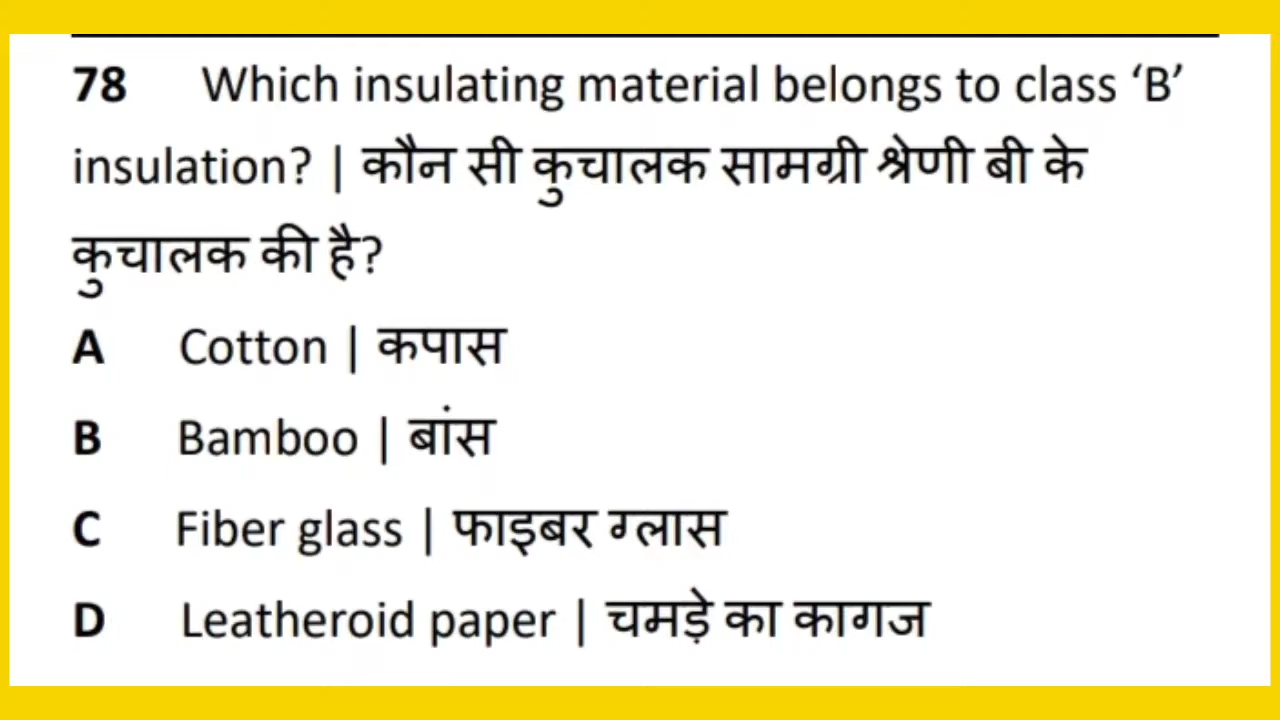 78 Which insulating material belongs to class ‘B’
insulation? | कौन सी कुचालक सामग्री श्रेणी बी के
कुचालक की है?
A Cotton | कपास
B Bamboo | बांस
C Fiber glass | फाइबर ग्लास
D Leatheroid paper | चमड़े का कागज